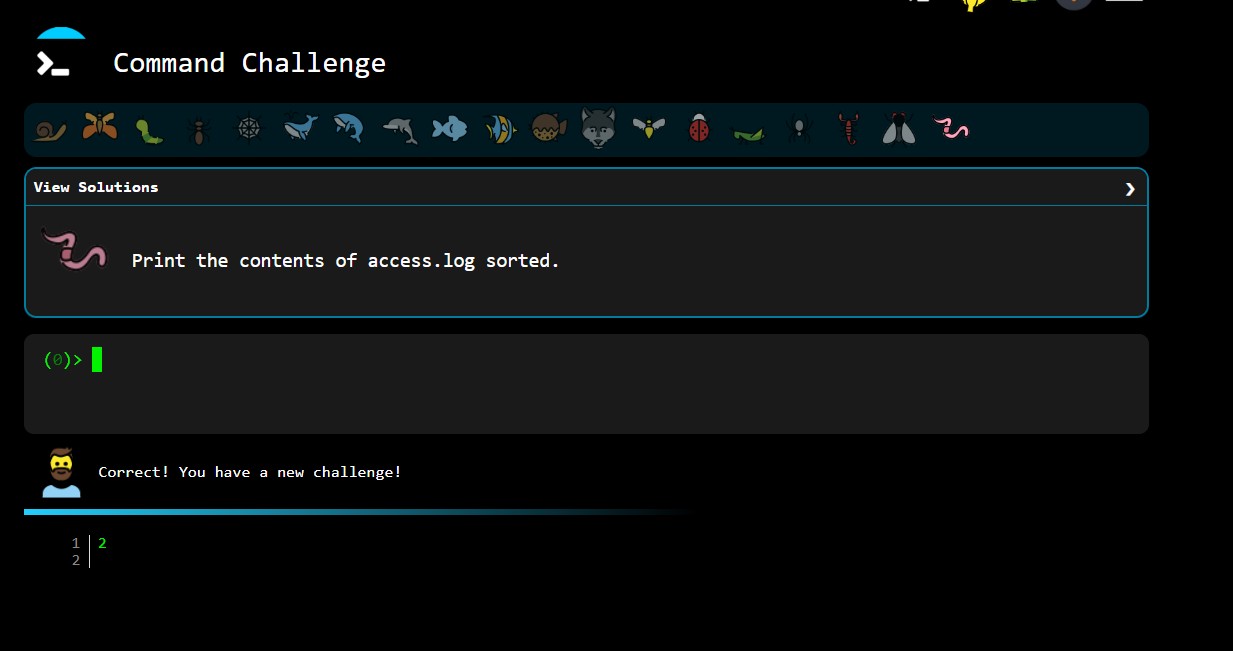 Command Challenge
View Solutions
Print the contents of access.log sorted.
(0)>
Correct! You have a new challenge!
1 2
2